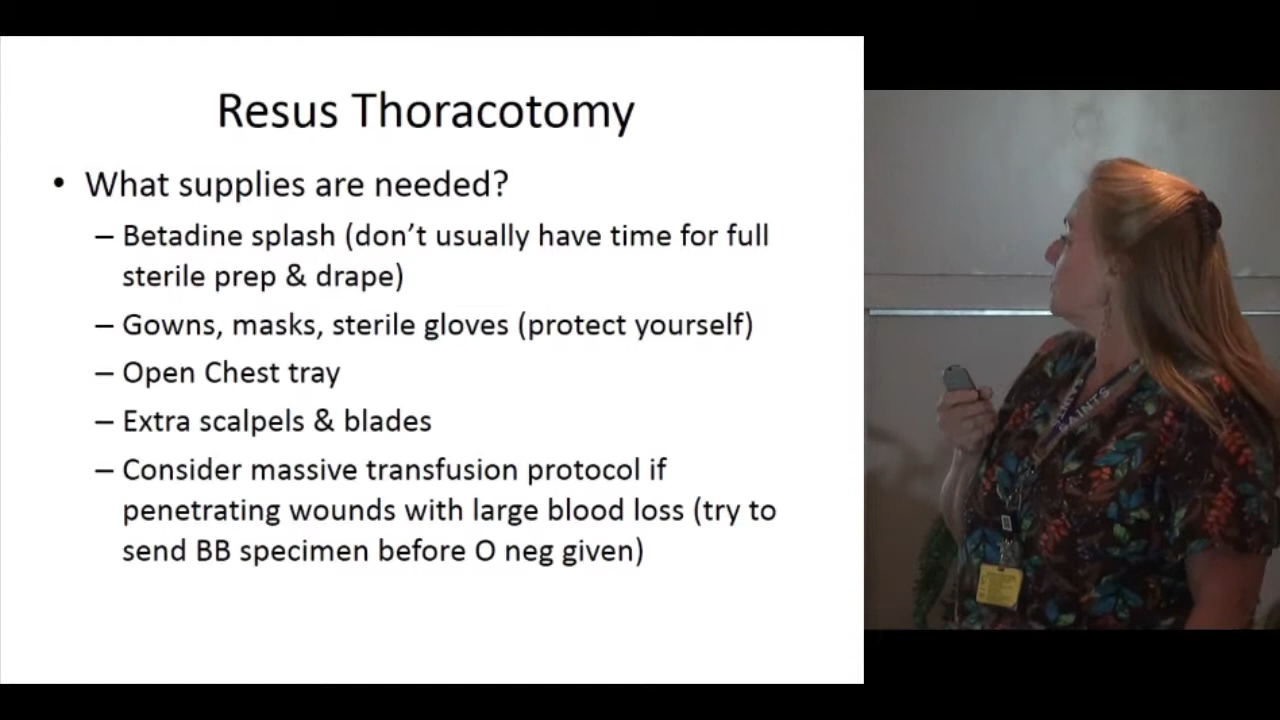 Resus Thoracotomy
• What supplies are needed?
– Betadine splash (don’t usually have time for full
sterile prep & drape)
– Gowns, masks, sterile gloves (protect yourself)
– Open Chest tray
– Extra scalpels & blades
– Consider massive transfusion protocol if
penetrating wounds with large blood loss (try to
send BB specimen before O neg given)
SAINTS